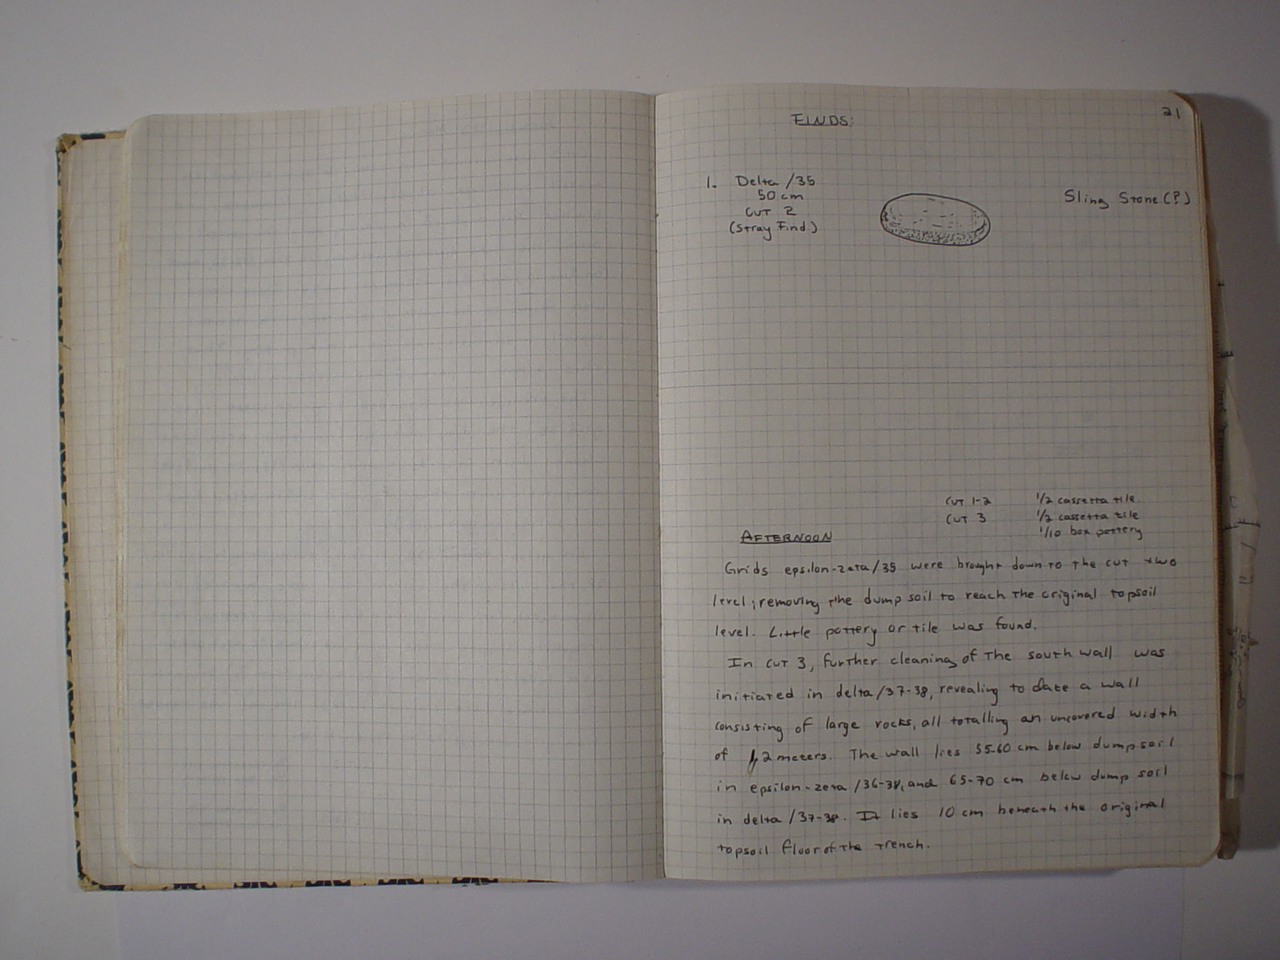 21
FINDS:
1. Delta /35
50 cm
CUT 2
(Stray Find.)
Sling Stone (?)
CUT 1-2 1/2 cassetta tile
CUT 3 1/2 cassetta tile
1/10 box pottery
AFTERNOON
Grids epsilon-zeta/35 were brought down to the cut two
level, removing the dump soil to reach the original topsoil
level. Little pottery or tile was found.
In cut 3, further cleaning of the south wall was
initiated in delta/37-38, revealing to date a wall
consisting of large rocks, all totalling an uncovered width
of 2 meters. The wall lies 55-60 cm below dump soil
in epsilon-zeta/36-38, and 65-70 cm below dump soil
in delta/37-38. It lies 10 cm beneath the original
topsoil floor of the trench.